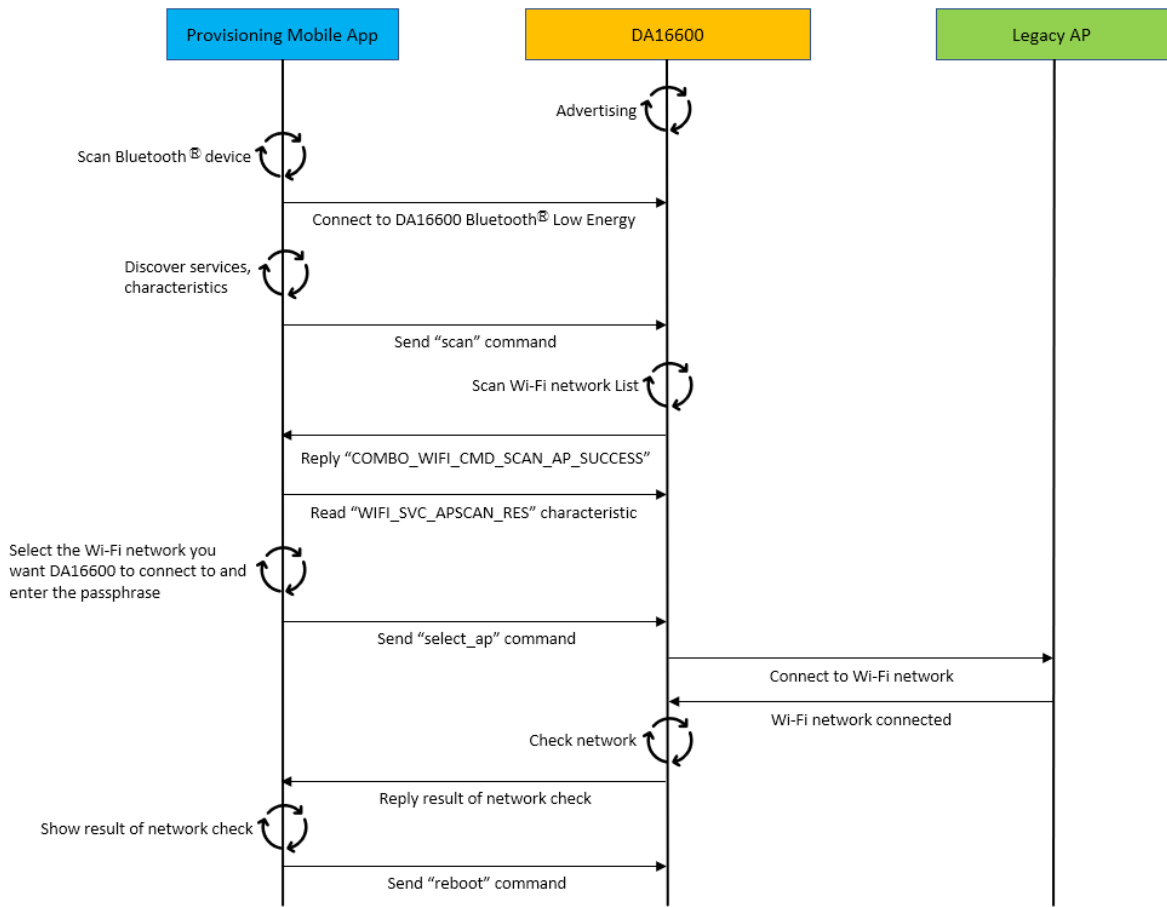 Provisioning Mobile App
DA16600
Legacy AP
Advertising
Scan Bluetooth® device
Connect to DA16600 Bluetooth® Low Energy
Discover services,
characteristics
Send “scan” command
Scan Wi-Fi network List
Reply “COMBO_WIFI_CMD_SCAN_AP_SUCCESS”
Read “WIFI_SVC_APSCAN_RES” characteristic
Select the Wi-Fi network you
want DA16600 to connect to and
enter the passphrase
Send “select_ap” command
Connect to Wi-Fi network
Wi-Fi network connected
Check network
Reply result of network check
Show result of network check
Send “reboot” command